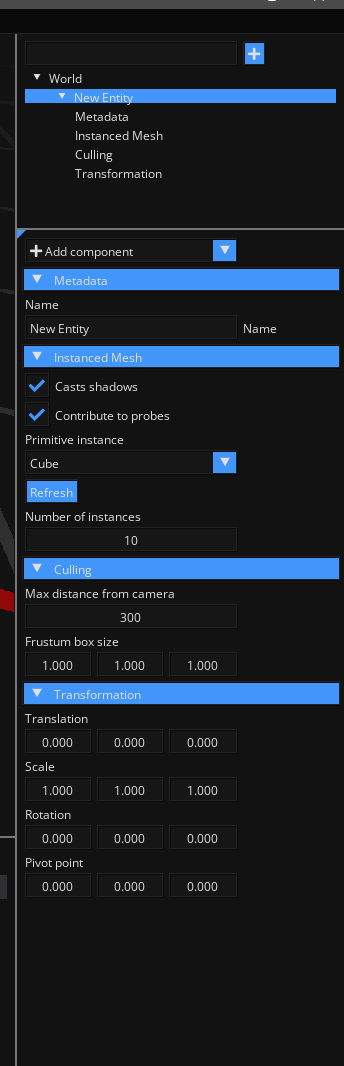 World
New Entity
Metadata
Instanced Mesh
Culling
Transformation
Add component
Metadata
Name
New Entity Name
Instanced Mesh
Casts shadows
Contribute to probes
Primitive instance
Cube
Refresh
Number of instances
10
Culling
Max distance from camera
300
Frustum box size
1.000 1.000 1.000
Transformation
Translation
0.000 0.000 0.000
Scale
1.000 1.000 1.000
Rotation
0.000 0.000 0.000
Pivot point
0.000 0.000 0.000